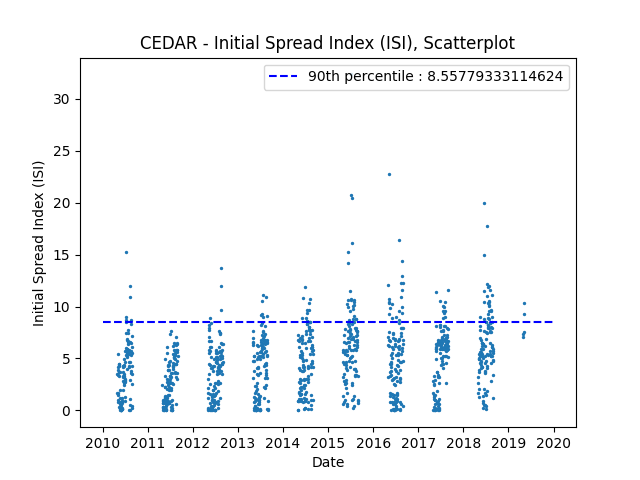 CEDAR - Initial Spread Index (ISI), Scatterplot
90th percentile : 8.55779333114624
30
25
20
15
10
5
0
Initial Spread Index (ISI)
2010 2011 2012 2013 2014 2015 2016 2017 2018 2019 2020
Date